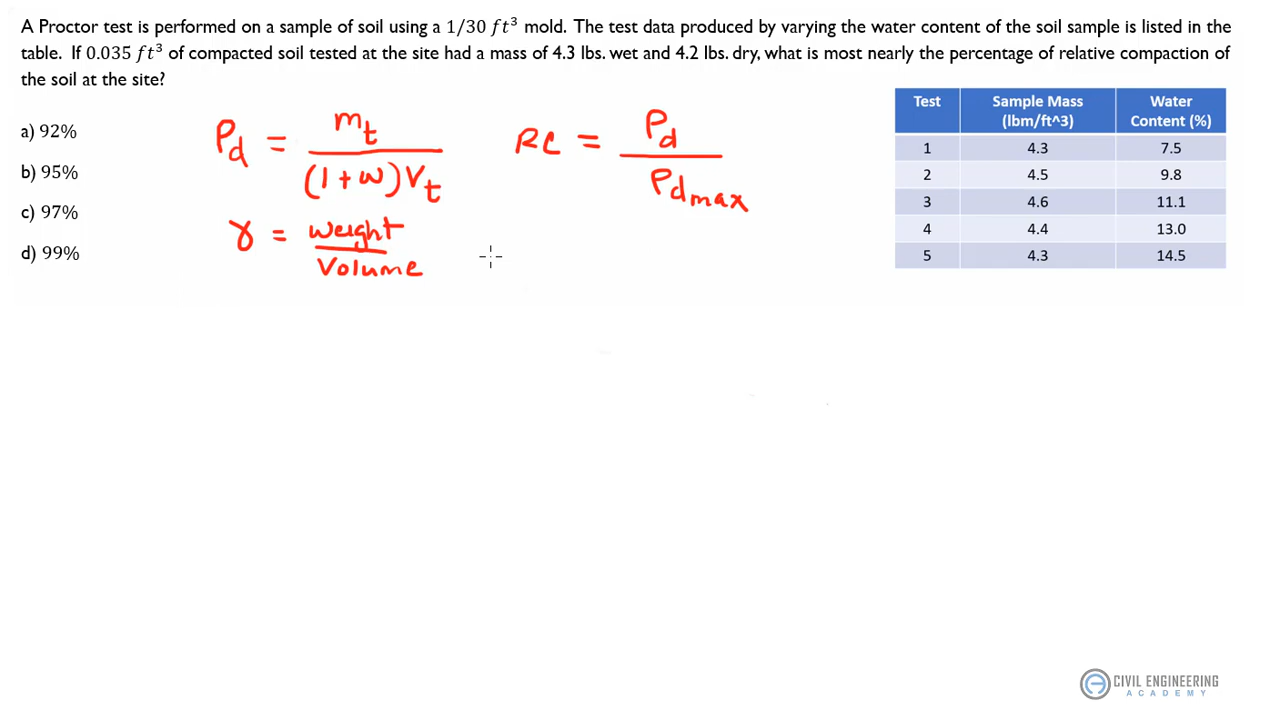 A Proctor test is performed on a sample of soil using a 1/30 ft³ mold. The test data produced by varying the water content of the soil sample is listed in the
table. If 0.035 ft³ of compacted soil tested at the site had a mass of 4.3 lbs. wet and 4.2 lbs. dry, what is most nearly the percentage of relative compaction of
the soil at the site?
a) 92%
b) 95%
c) 97%
d) 99%
Pd = mt / (1+w)Vt
RC = Pd / Pdmax
γ = weight / Volume
Test Sample Mass (lbm/ft^3) Water Content (%)
1 4.3 7.5
2 4.5 9.8
3 4.6 11.1
4 4.4 13.0
5 4.3 14.5
CIVIL ENGINEERING
ACADEMY